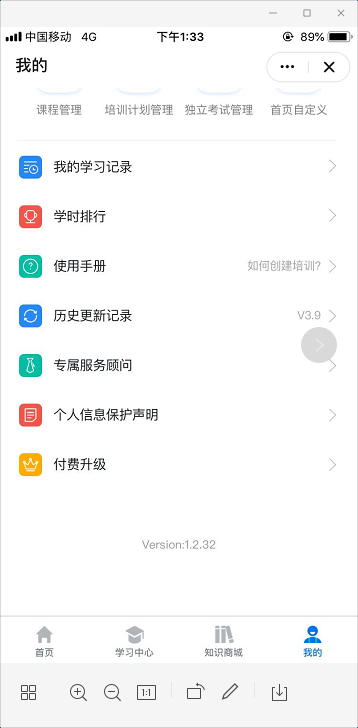 中国移动 4G 下午1:33 89%
我的
课程管理 培训计划管理 独立考试管理 首页自定义
我的学习记录
学时排行
使用手册 如何创建培训?
历史更新记录 V3.9
专属服务顾问
个人信息保护声明
付费升级
Version:1.2.32
首页 学习中心 知识商城 我的
1:1